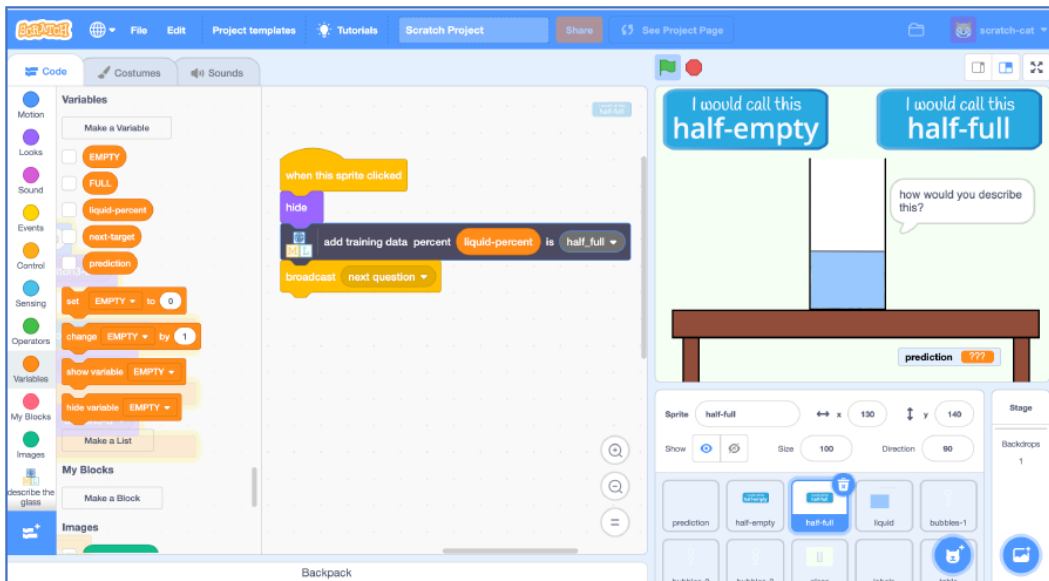 SCRATCH
File
Edit
Project templates
Tutorials
Scratch Project
Share
See Project Page
scratch-cat
Code
Costumes
Sounds
Motion
Looks
Sound
Events
Control
Sensing
Operators
Variables
My Blocks
Images
describe the
glass
Variables
Make a Variable
EMPTY
FULL
liquid-percent
next-target
prediction
set EMPTY to 0
change EMPTY by 1
show variable EMPTY
hide variable EMPTY
Make a List
My Blocks
Make a Block
Images
when this sprite clicked
hide
ML add training data percent liquid-percent is half_full
broadcast next question
Backpack
I would call this
half-empty
I would call this
half-full
how would you describe
this?
prediction ???
Sprite half-full x 130 y 140
Show Size 100 Direction 90
Stage
Backdrops
1
prediction
half-empty
half-full
liquid
bubbles-1